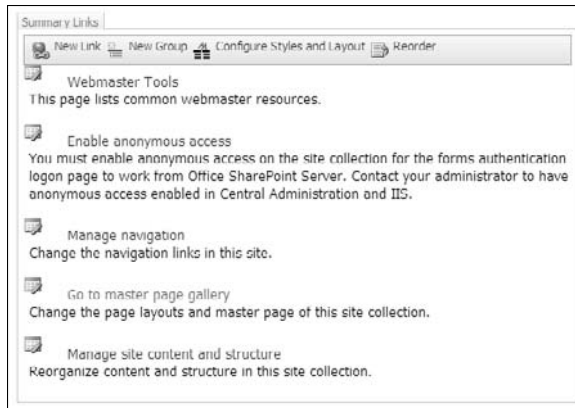 Summary Links
New Link New Group Configure Styles and Layout Reorder
Webmaster Tools
This page lists common webmaster resources.
Enable anonymous access
You must enable anonymous access on the site collection for the forms authentication
logon page to work from Office SharePoint Server. Contact your administrator to have
anonymous access enabled in Central Administration and IIS.
Manage navigation
Change the navigation links in this site.
Go to master page gallery
Change the page layouts and master page of this site collection.
Manage site content and structure
Reorganize content and structure in this site collection.